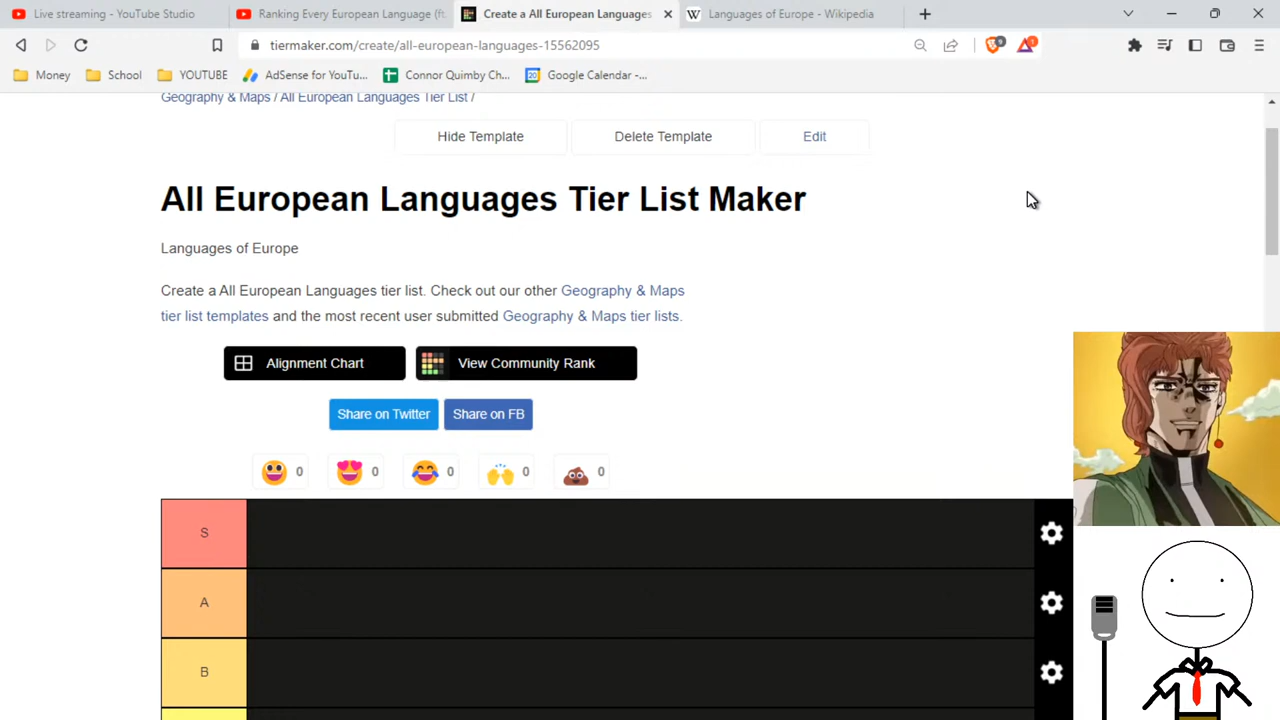 Live streaming - YouTube Studio
Ranking Every European Language (ft.
Create a All European Languages
Languages of Europe - Wikipedia
tiermaker.com/create/all-european-languages-15562095
9
1
Money
School
YOUTUBE
AdSense for YouTu...
Connor Quimby Ch...
20
Google Calendar -...
Geography & Maps / All European Languages Tier List /
Hide Template
Delete Template
Edit
All European Languages Tier List Maker
Languages of Europe
Create a All European Languages tier list. Check out our other Geography & Maps
tier list templates and the most recent user submitted Geography & Maps tier lists.
Alignment Chart
View Community Rank
Share on Twitter
Share on FB
0
0
0
0
0
S
A
B